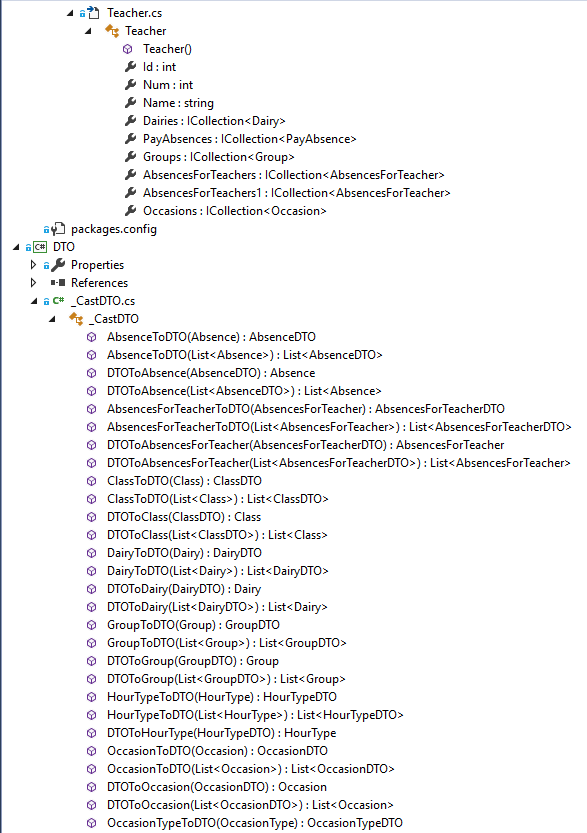 Teacher.cs
Teacher
Teacher()
Id : int
Num : int
Name : string
Dairies : ICollection<Dairy>
PayAbsences : ICollection<PayAbsence>
Groups : ICollection<Group>
AbsencesForTeachers : ICollection<AbsencesForTeacher>
AbsencesForTeachers1 : ICollection<AbsencesForTeacher>
Occasions : ICollection<Occasion>
packages.config
C# DTO
Properties
References
C# _CastDTO.cs
_CastDTO
AbsenceToDTO(Absence) : AbsenceDTO
AbsenceToDTO(List<Absence>) : List<AbsenceDTO>
DTOToAbsence(AbsenceDTO) : Absence
DTOToAbsence(List<AbsenceDTO>) : List<Absence>
AbsencesForTeacherToDTO(AbsencesForTeacher) : AbsencesForTeacherDTO
AbsencesForTeacherToDTO(List<AbsencesForTeacher>) : List<AbsencesForTeacherDTO>
DTOToAbsencesForTeacher(AbsencesForTeacherDTO) : AbsencesForTeacher
DTOToAbsencesForTeacher(List<AbsencesForTeacherDTO>) : List<AbsencesForTeacher>
ClassToDTO(Class) : ClassDTO
ClassToDTO(List<Class>) : List<ClassDTO>
DTOToClass(ClassDTO) : Class
DTOToClass(List<ClassDTO>) : List<Class>
DairyToDTO(Dairy) : DairyDTO
DairyToDTO(List<Dairy>) : List<DairyDTO>
DTOToDairy(DairyDTO) : Dairy
DTOToDairy(List<DairyDTO>) : List<Dairy>
GroupToDTO(Group) : GroupDTO
GroupToDTO(List<Group>) : List<GroupDTO>
DTOToGroup(GroupDTO) : Group
DTOToGroup(List<GroupDTO>) : List<Group>
HourTypeToDTO(HourType) : HourTypeDTO
HourTypeToDTO(List<HourType>) : List<HourTypeDTO>
DTOToHourType(HourTypeDTO) : HourType
OccasionToDTO(Occasion) : OccasionDTO
OccasionToDTO(List<Occasion>) : List<OccasionDTO>
DTOToOccasion(OccasionDTO) : Occasion
DTOToOccasion(List<OccasionDTO>) : List<Occasion>
OccasionTypeToDTO(OccasionType) : OccasionTypeDTO